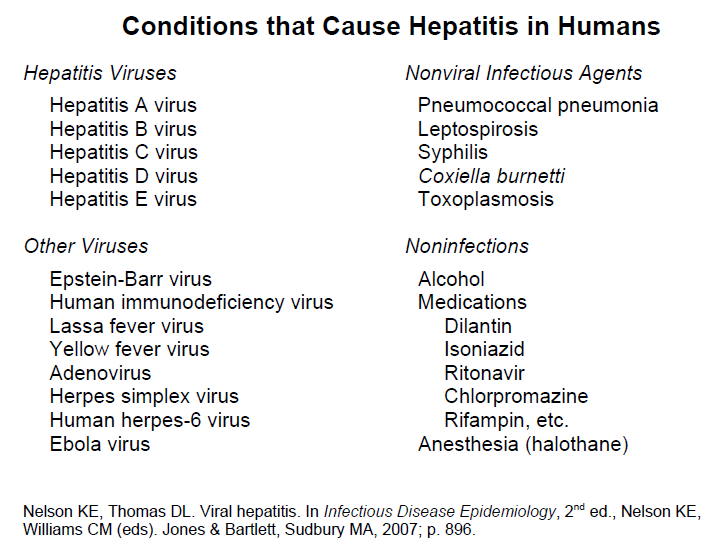 Conditions that Cause Hepatitis in Humans
Hepatitis Viruses
Hepatitis A virus
Hepatitis B virus
Hepatitis C virus
Hepatitis D virus
Hepatitis E virus
Other Viruses
Epstein-Barr virus
Human immunodeficiency virus
Lassa fever virus
Yellow fever virus
Adenovirus
Herpes simplex virus
Human herpes-6 virus
Ebola virus
Nonviral Infectious Agents
Pneumococcal pneumonia
Leptospirosis
Syphilis
Coxiella burnetti
Toxoplasmosis
Noninfections
Alcohol
Medications
Dilantin
Isoniazid
Ritonavir
Chlorpromazine
Rifampin, etc.
Anesthesia (halothane)
Nelson KE, Thomas DL. Viral hepatitis. In Infectious Disease Epidemiology, 2nd ed., Nelson KE,
Williams CM (eds). Jones & Bartlett, Sudbury MA, 2007; p. 896.